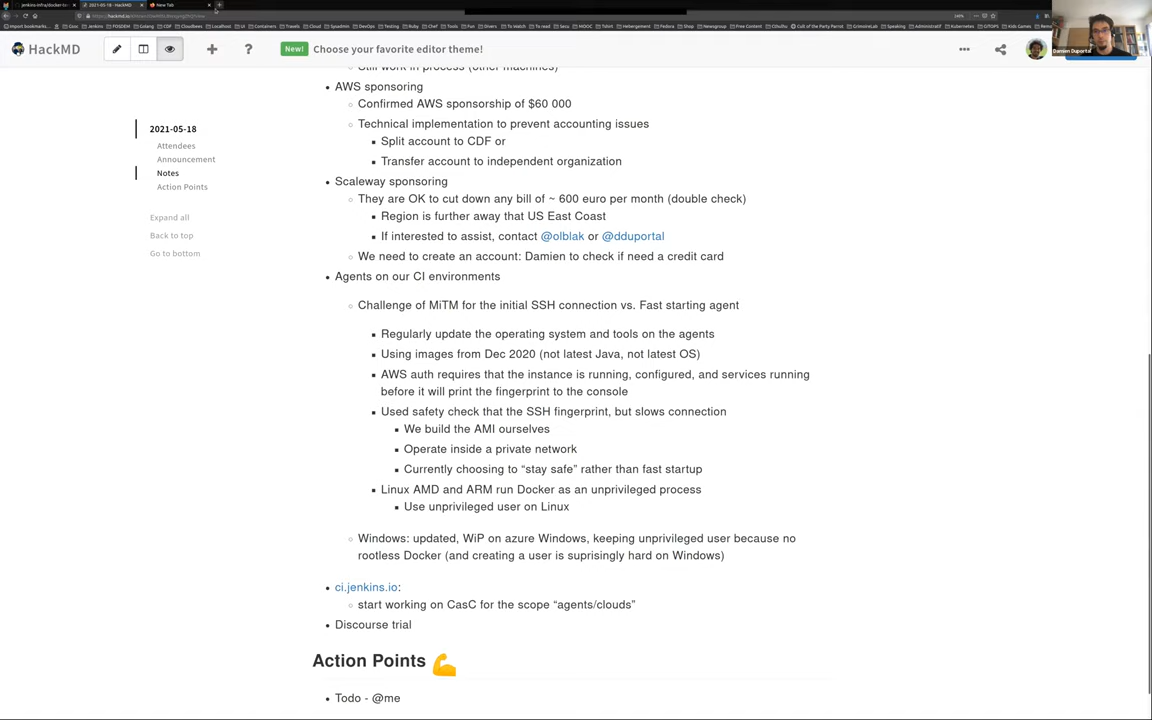 jenkins-infra/docker-
2021-05-18 - HackMD
New Tab
HackMD
New!
Choose your favorite editor theme!
Damien Duportal
2021-05-18
Attendees
Announcement
Notes
Action Points
Expand all
Back to top
Go to bottom
Still work in process (other machines)
AWS sponsoring
Confirmed AWS sponsorship of $60 000
Technical implementation to prevent accounting issues
Split account to CDF or
Transfer account to independent organization
Scaleway sponsoring
They are OK to cut down any bill of ~ 600 euro per month (double check)
Region is further away that US East Coast
If interested to assist, contact @olblak or @dduportal
We need to create an account: Damien to check if need a credit card
Agents on our CI environments
Challenge of MiTM for the initial SSH connection vs. Fast starting agent
Regularly update the operating system and tools on the agents
Using images from Dec 2020 (not latest Java, not latest OS)
AWS auth requires that the instance is running, configured, and services running
before it will print the fingerprint to the console
Used safety check that the SSH fingerprint, but slows connection
We build the AMI ourselves
Operate inside a private network
Currently choosing to “stay safe” rather than fast startup
Linux AMD and ARM run Docker as an unprivileged process
Use unprivileged user on Linux
Windows: updated, WiP on azure Windows, keeping unprivileged user because no
rootless Docker (and creating a user is suprisingly hard on Windows)
ci.jenkins.io:
start working on CasC for the scope “agents/clouds”
Discourse trial
Action Points 💪
Todo - @me